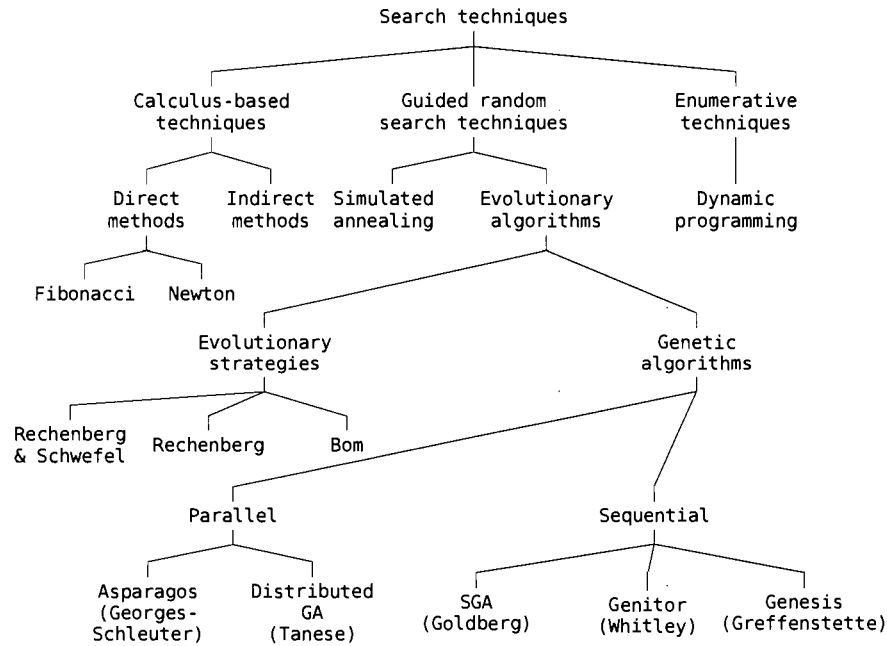 Search techniques
Calculus-based
techniques
Guided random
search techniques
Enumerative
techniques
Direct
methods
Indirect
methods
Simulated
annealing
Evolutionary
algorithms
Dynamic
programming
Fibonacci
Newton
Evolutionary
strategies
Genetic
algorithms
Rechenberg
& Schwefel
Rechenberg
Bom
Parallel
Sequential
Asparagos
(Georges-
Schleuter)
Distributed
GA
(Tanese)
SGA
(Goldberg)
Genitor
(Whitley)
Genesis
(Greffenstette)